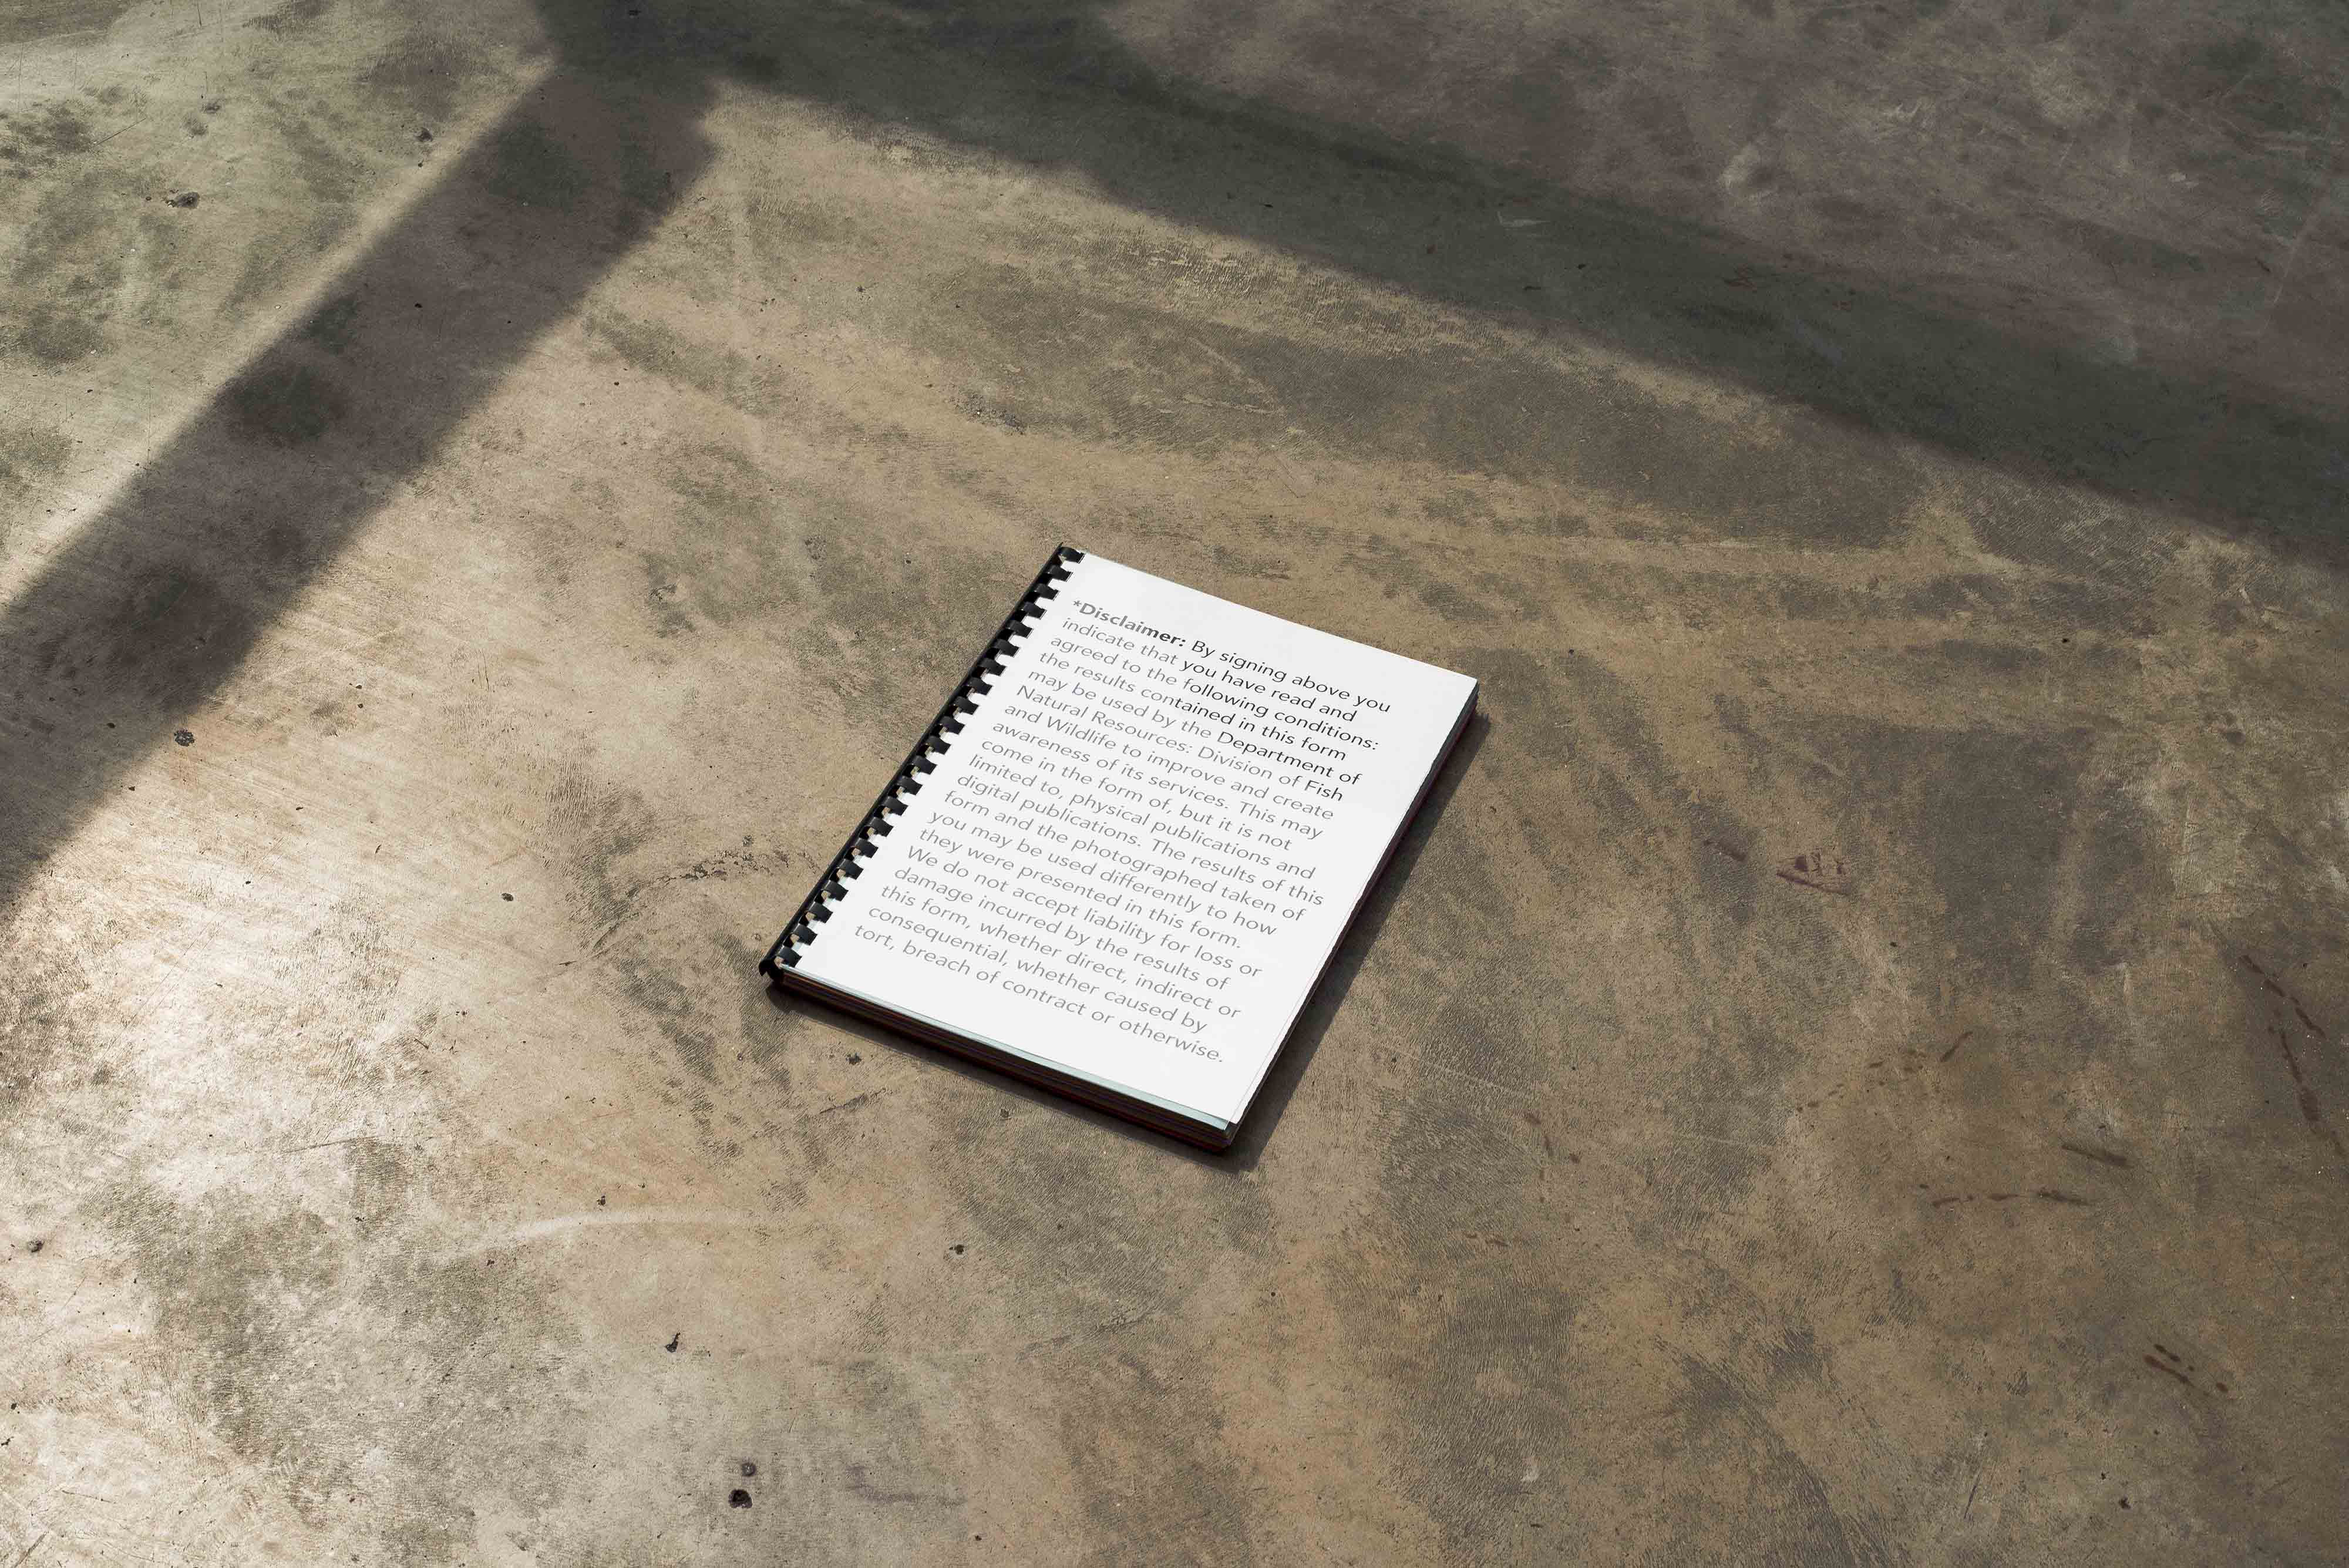 *Disclaimer: By signing above you
indicate that you have read and
agreed to the following conditions:
the results contained in this form
may be used by the Department of
Natural Resources: Division of Fish
and Wildlife to improve and create
awareness of its services. This may
come in the form of, but it is not
limited to, physical publications and
digital publications. The results of this
form and the photographed taken of
you may be used differently to how
they were presented in this form.
We do not accept liability for loss or
damage incurred by the results of
this form, whether direct, indirect or
consequential, whether caused by
tort, breach of contract or otherwise.